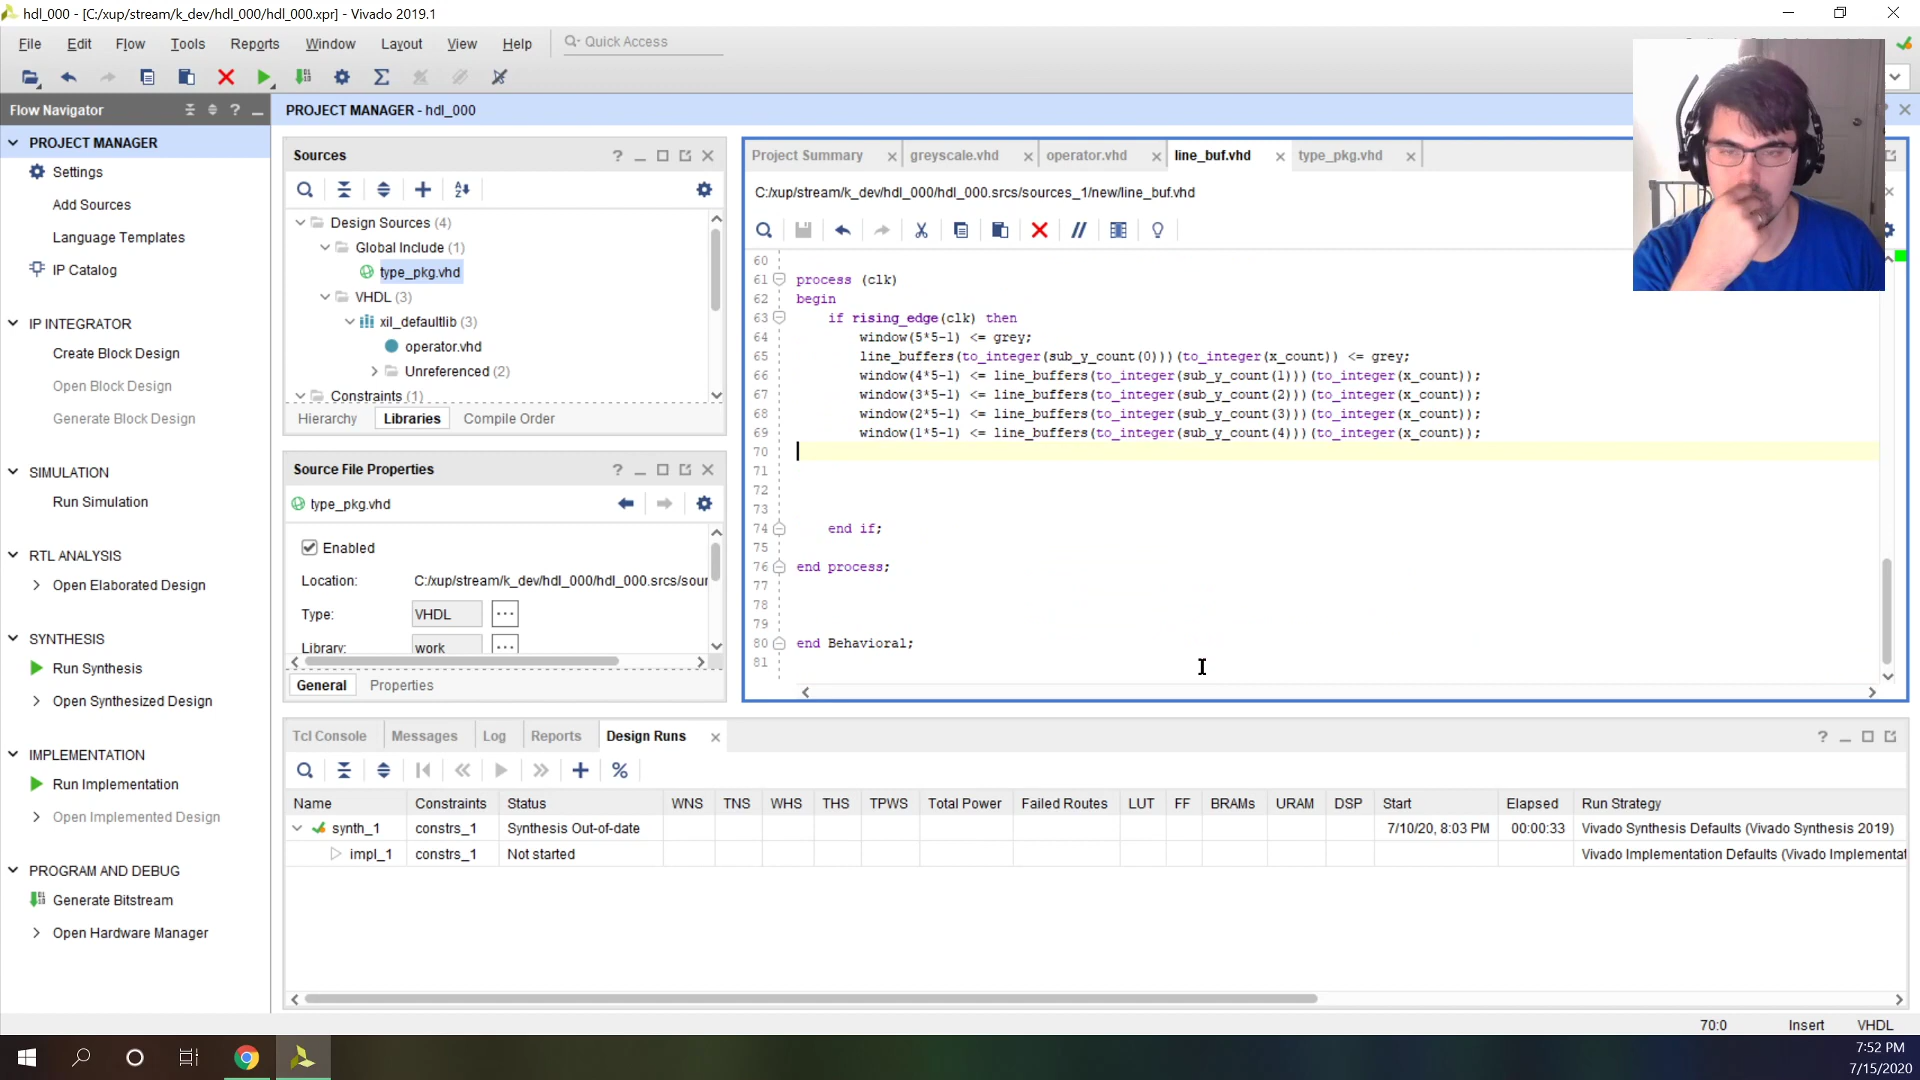 hdl_000 - [C:/xup/stream/k_dev/hdl_000/hdl_000.xpr] - Vivado 2019.1
File Edit Flow Tools Reports Window Layout View Help Quick Access
Flow Navigator
PROJECT MANAGER
Settings
Add Sources
Language Templates
IP Catalog
IP INTEGRATOR
Create Block Design
Open Block Design
Generate Block Design
SIMULATION
Run Simulation
RTL ANALYSIS
Open Elaborated Design
SYNTHESIS
Run Synthesis
Open Synthesized Design
IMPLEMENTATION
Run Implementation
Open Implemented Design
PROGRAM AND DEBUG
Generate Bitstream
Open Hardware Manager
PROJECT MANAGER - hdl_000
Sources
Design Sources (4)
Global Include (1)
type_pkg.vhd
VHDL (3)
xil_defaultlib (3)
operator.vhd
Unreferenced (2)
Constraints (1)
Hierarchy Libraries Compile Order
Source File Properties
type_pkg.vhd
Enabled
Location: C:/xup/stream/k_dev/hdl_000/hdl_000.srcs/sour
Type: VHDL
Library: work
General Properties
Project Summary greyscale.vhd operator.vhd line_buf.vhd type_pkg.vhd
C:/xup/stream/k_dev/hdl_000/hdl_000.srcs/sources_1/new/line_buf.vhd
60
61 process (clk)
62 begin
63 if rising_edge(clk) then
64 window(5*5-1) <= grey;
65 line_buffers(to_integer(sub_y_count(0)))(to_integer(x_count)) <= grey;
66 window(4*5-1) <= line_buffers(to_integer(sub_y_count(1)))(to_integer(x_count));
67 window(3*5-1) <= line_buffers(to_integer(sub_y_count(2)))(to_integer(x_count));
68 window(2*5-1) <= line_buffers(to_integer(sub_y_count(3)))(to_integer(x_count));
69 window(1*5-1) <= line_buffers(to_integer(sub_y_count(4)))(to_integer(x_count));
70
71
72
73
74 end if;
75
76 end process;
77
78
79
80 end Behavioral;
81
Tcl Console Messages Log Reports Design Runs
Name Constraints Status WNS TNS WHS THS TPWS Total Power Failed Routes LUT FF BRAMs URAM DSP Start Elapsed Run Strategy
synth_1 constrs_1 Synthesis Out-of-date 7/10/20, 8:03 PM 00:00:33 Vivado Synthesis Defaults (Vivado Synthesis 2019)
impl_1 constrs_1 Not started Vivado Implementation Defaults (Vivado Implementat
70:0 Insert VHDL
7:52 PM
7/15/2020